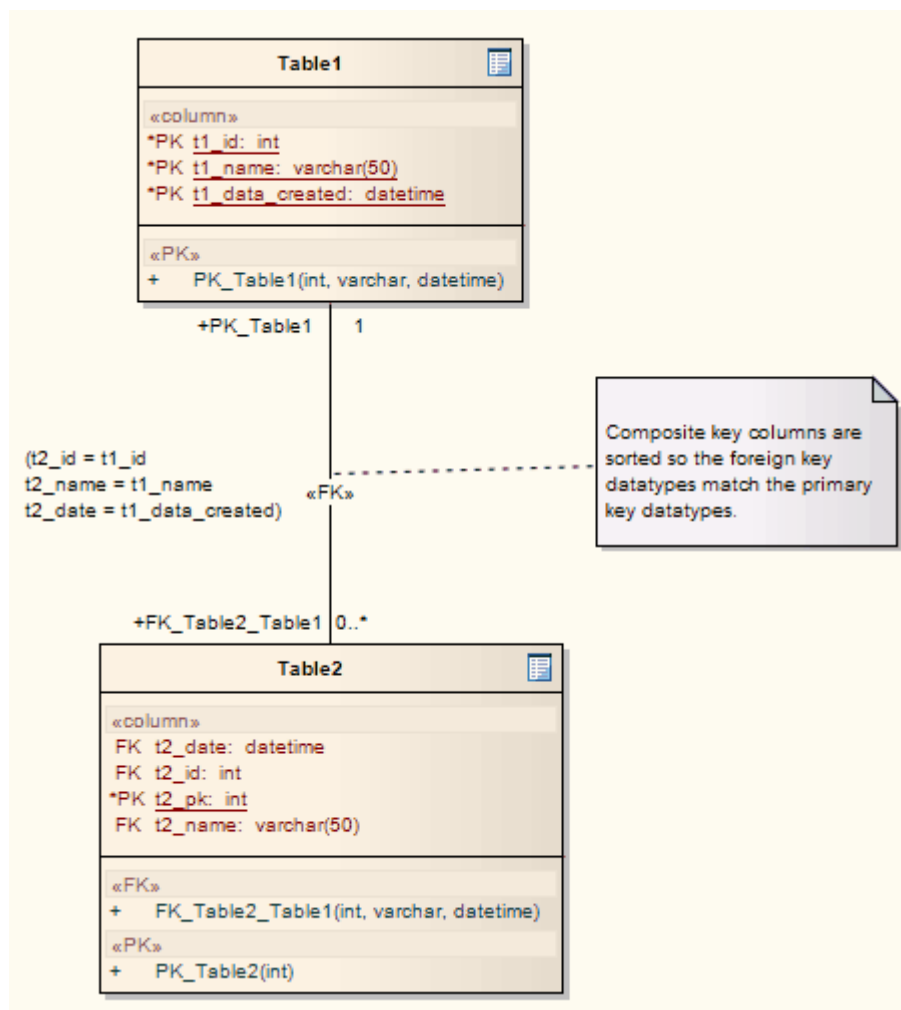 Table1
«column»
*PK t1_id: int
*PK t1_name: varchar(50)
*PK t1_data_created: datetime
«PK»
+ PK_Table1(int, varchar, datetime)
+PK_Table1 1
Composite key columns are
sorted so the foreign key
datatypes match the primary
key datatypes.
(t2_id = t1_id
t2_name = t1_name
t2_date = t1_data_created)
«FK»
+FK_Table2_Table1 0..*
Table2
«column»
FK t2_date: datetime
FK t2_id: int
*PK t2_pk: int
FK t2_name: varchar(50)
«FK»
+ FK_Table2_Table1(int, varchar, datetime)
«PK»
+ PK_Table2(int)